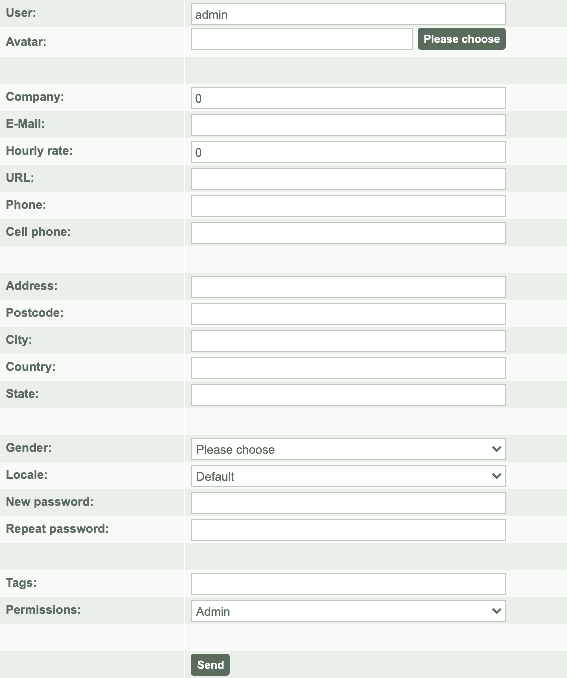 User: admin
Avatar: Please choose
Company: 0
E-Mail:
Hourly rate: 0
URL:
Phone:
Cell phone:
Address:
Postcode:
City:
Country:
State:
Gender: Please choose
Locale: Default
New password:
Repeat password:
Tags:
Permissions: Admin
Send